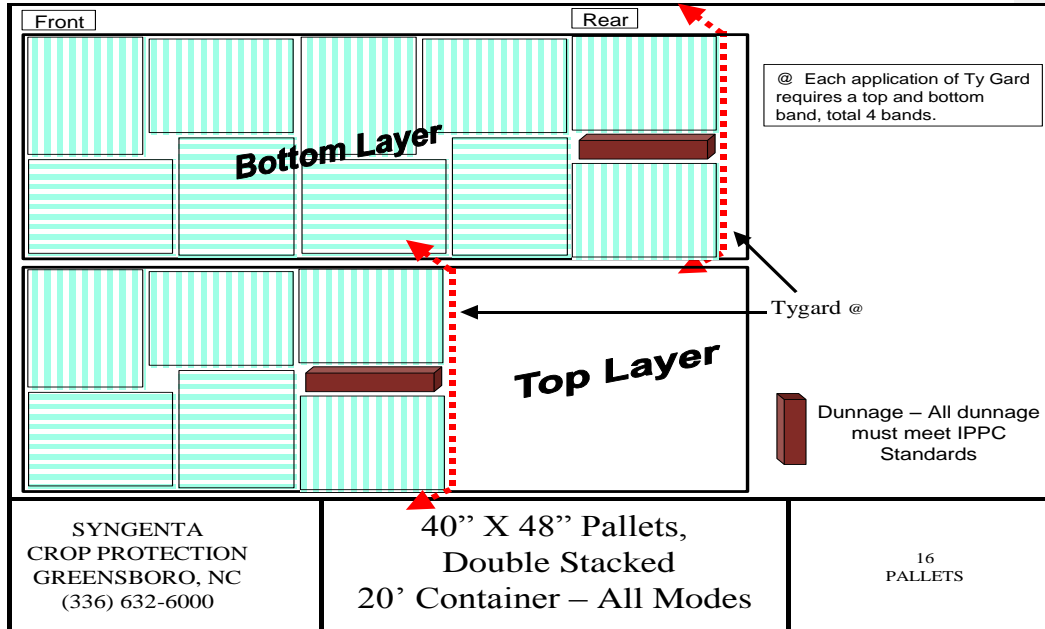 Front
Rear
@ Each application of Ty Gard
requires a top and bottom
band, total 4 bands.
Bottom Layer
Tygard @
Top Layer
Dunnage – All dunnage
must meet IPPC
Standards
SYNGENTA
CROP PROTECTION
GREENSBORO, NC
(336) 632-6000
40” X 48” Pallets,
Double Stacked
20’ Container – All Modes
16
PALLETS